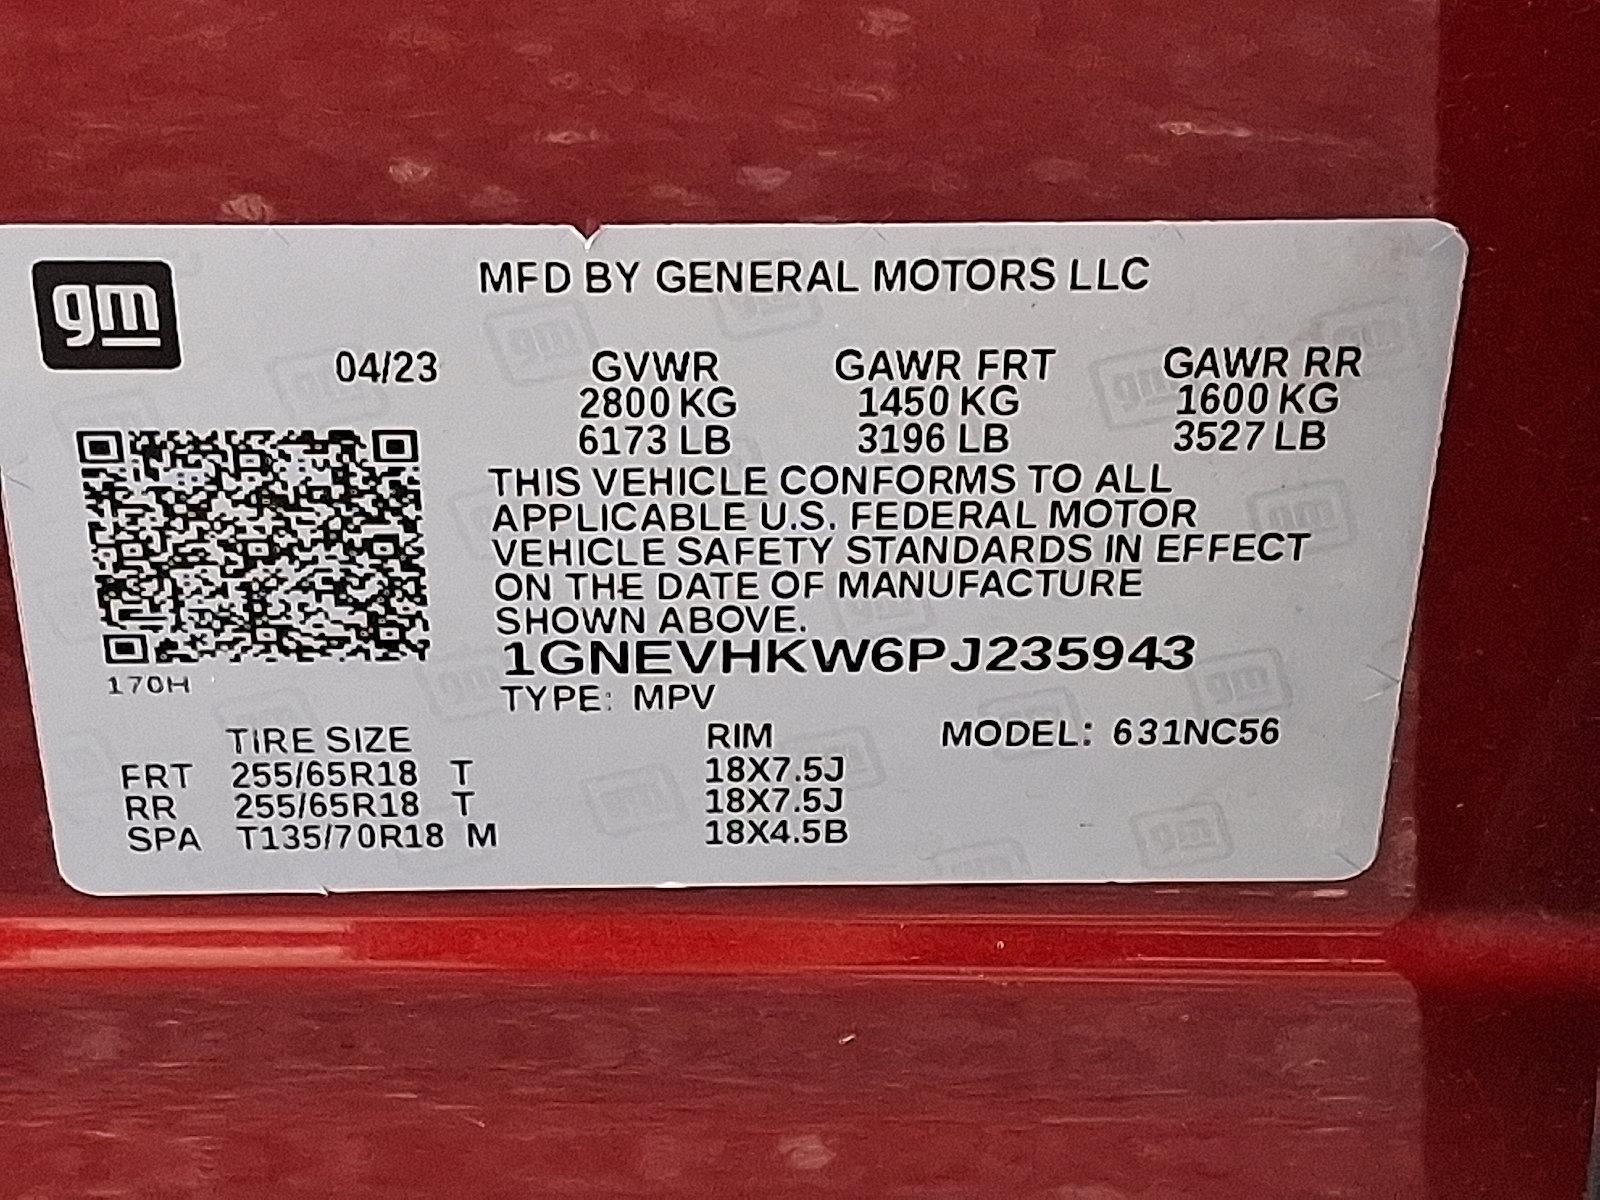 gm
MFD BY GENERAL MOTORS LLC
04/23 GVWR GAWR FRT GAWR RR
2800 KG 1450 KG 1600 KG
6173 LB 3196 LB 3527 LB
THIS VEHICLE CONFORMS TO ALL
APPLICABLE U.S. FEDERAL MOTOR
VEHICLE SAFETY STANDARDS IN EFFECT
ON THE DATE OF MANUFACTURE
SHOWN ABOVE.
1GNEVHKW6PJ235943
170H
TYPE: MPV
TIRE SIZE RIM MODEL: 631NC56
FRT 255/65R18 T 18X7.5J
RR 255/65R18 T 18X7.5J
SPA T135/70R18 M 18X4.5B